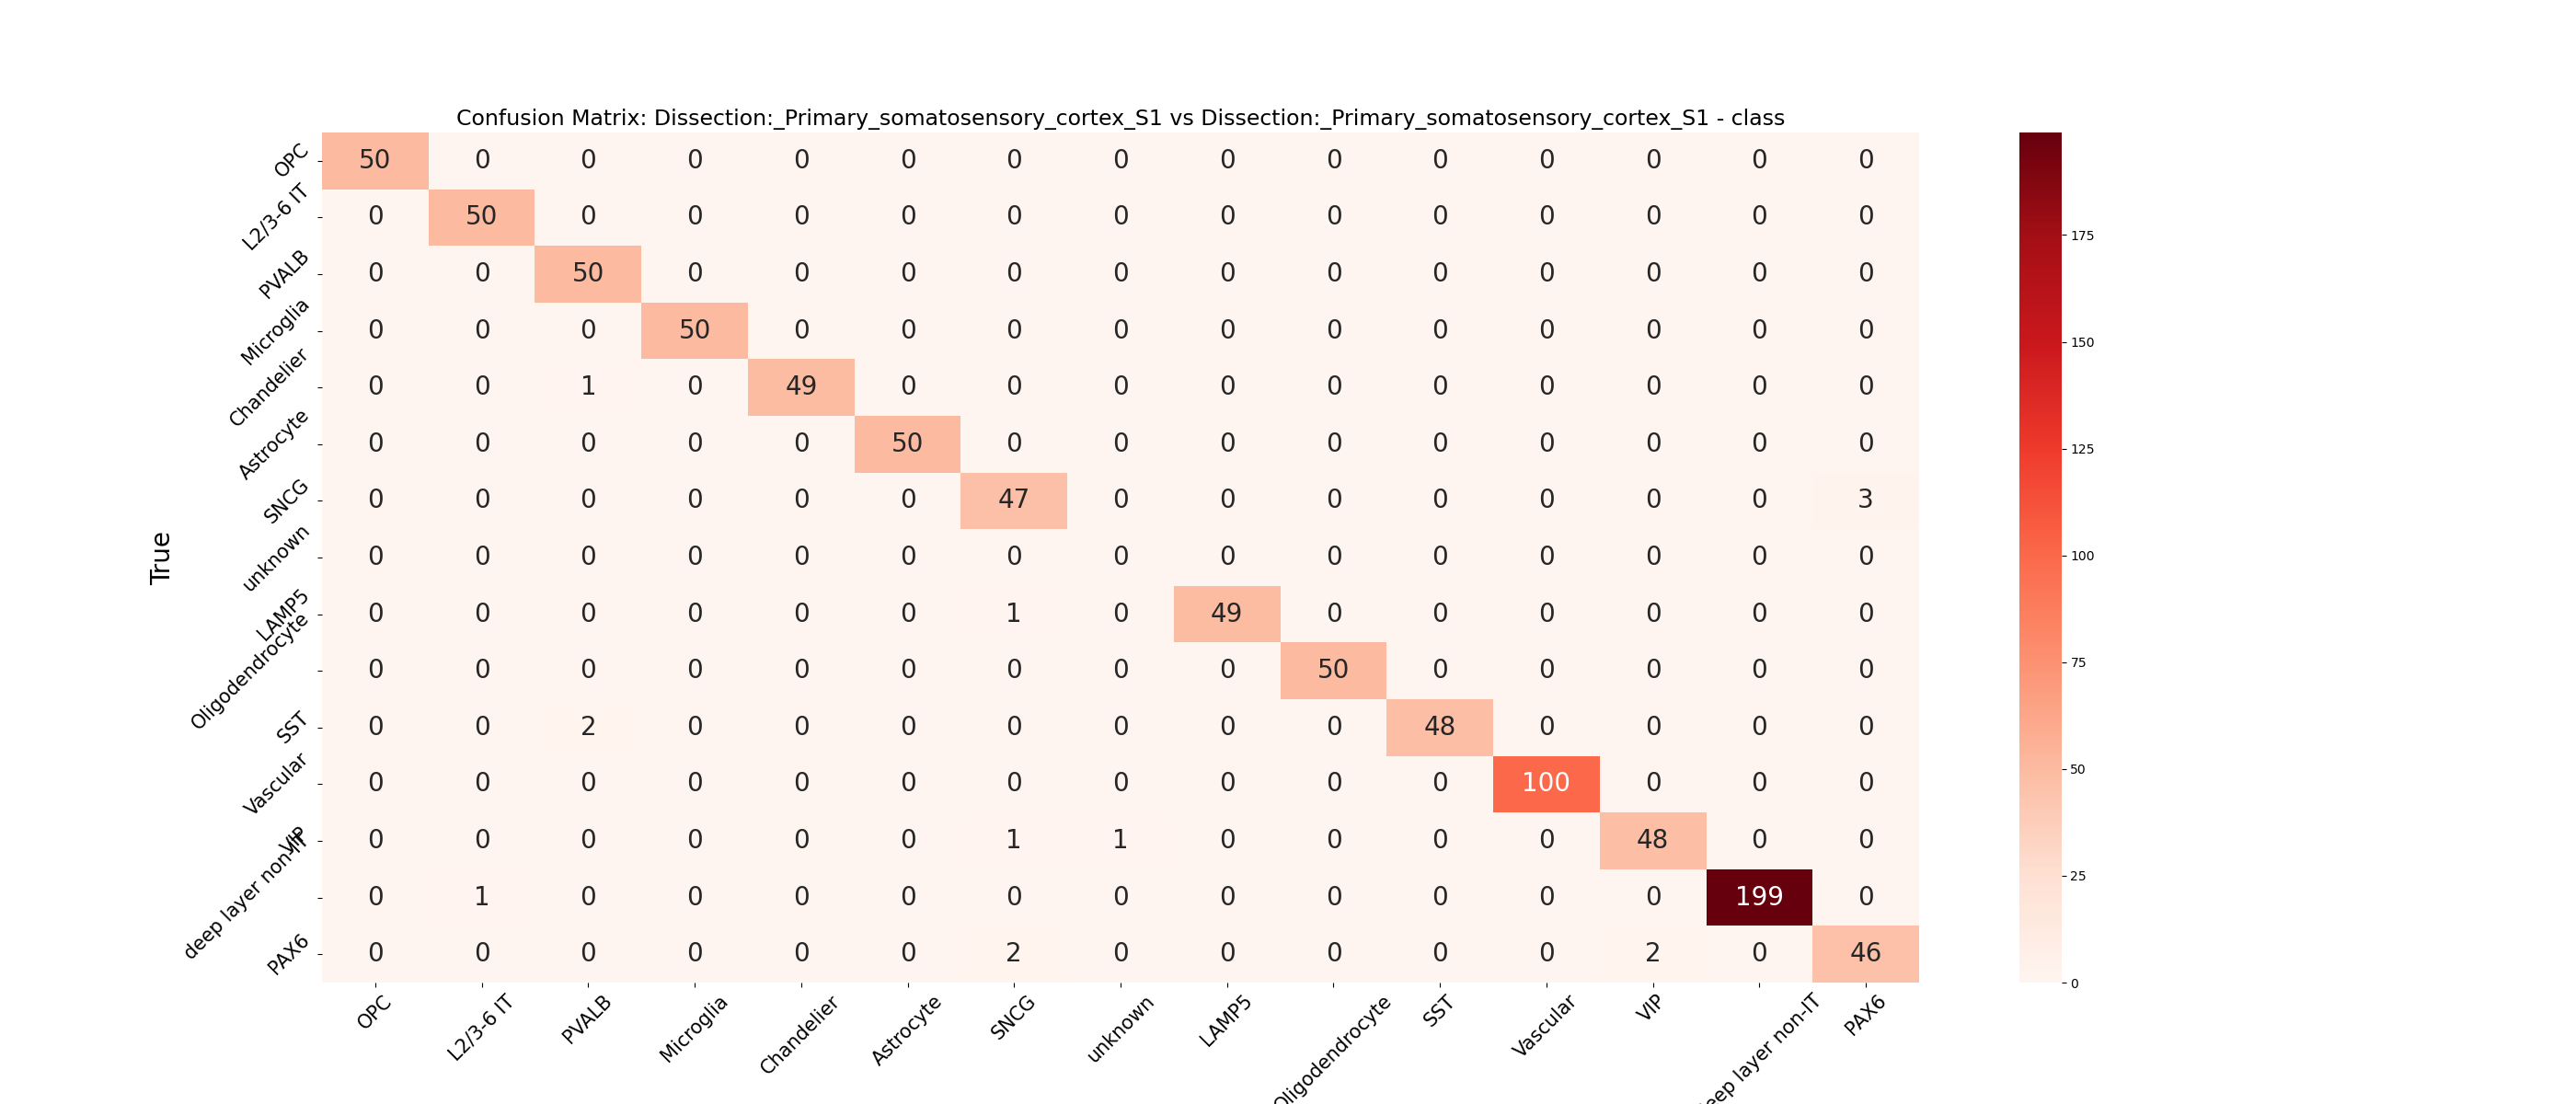 Confusion Matrix: Dissection:_Primary_somatosensory_cortex_S1 vs Dissection:_Primary_somatosensory_cortex_S1 - class
OPC 50 0 0 0 0 0 0 0 0 0 0 0 0 0 0
L2/3-6 IT 0 50 0 0 0 0 0 0 0 0 0 0 0 0 0
PVALB 0 0 50 0 0 0 0 0 0 0 0 0 0 0 0
Microglia 0 0 0 50 0 0 0 0 0 0 0 0 0 0 0
Chandelier 0 0 1 0 49 0 0 0 0 0 0 0 0 0 0
Astrocyte 0 0 0 0 0 50 0 0 0 0 0 0 0 0 0
SNCG 0 0 0 0 0 0 47 0 0 0 0 0 0 0 3
unknown 0 0 0 0 0 0 0 0 0 0 0 0 0 0 0
LAMP5 0 0 0 0 0 0 1 0 49 0 0 0 0 0 0
Oligodendrocyte 0 0 0 0 0 0 0 0 0 50 0 0 0 0 0
SST 0 0 2 0 0 0 0 0 0 0 48 0 0 0 0
Vascular 0 0 0 0 0 0 0 0 0 0 0 100 0 0 0
VIP 0 0 0 0 0 0 1 1 0 0 0 0 48 0 0
deep layer non-IT 0 1 0 0 0 0 0 0 0 0 0 0 0 199 0
PAX6 0 0 0 0 0 0 2 0 0 0 0 0 2 0 46
True
OPC L2/3-6 IT PVALB Microglia Chandelier Astrocyte SNCG unknown LAMP5 Oligodendrocyte SST Vascular VIP eep layer non-IT PAX6
175
150
125
100
75
50
25
0